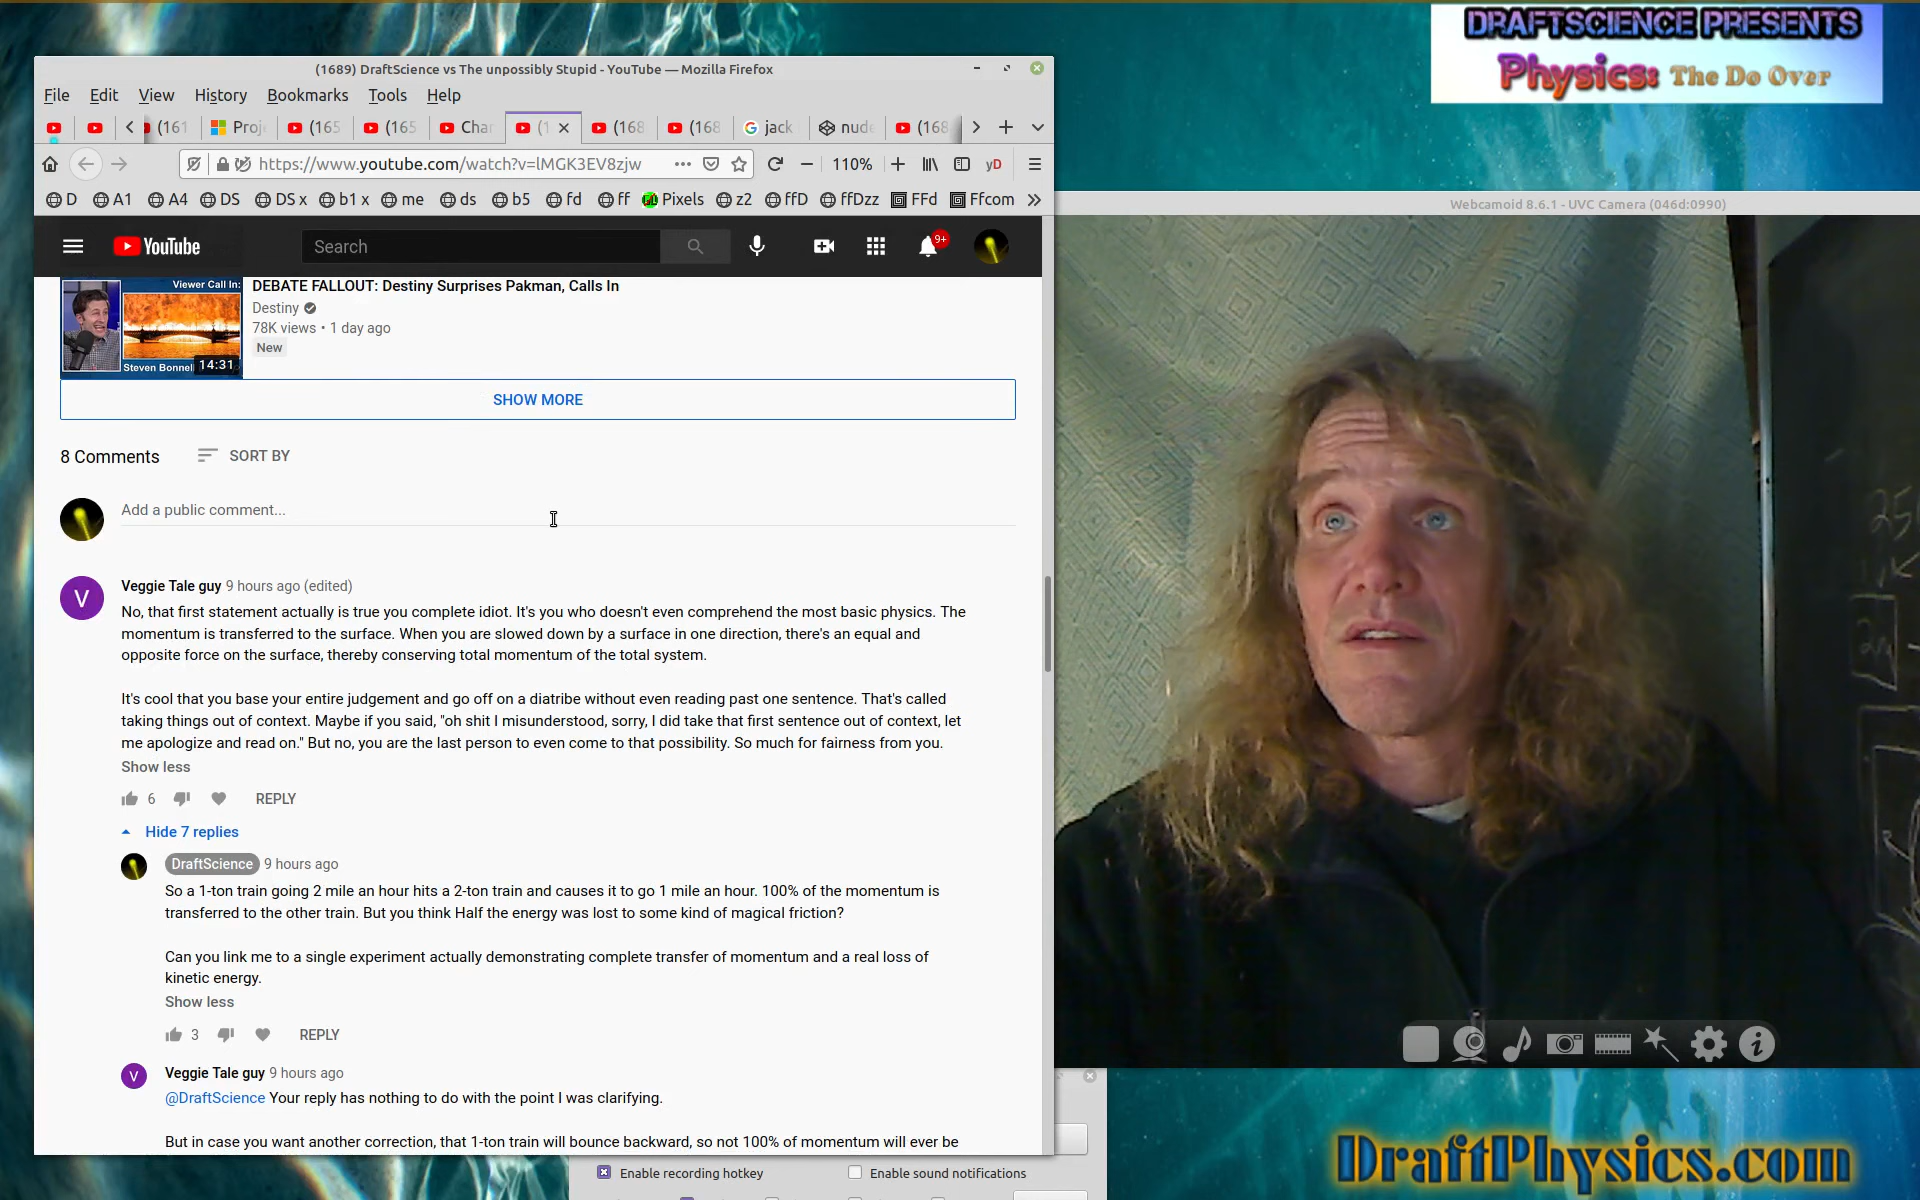 DRAFTSCIENCE PRESENTS
Physics: The Do Over
(1689) DraftScience vs The unpossibly Stupid - YouTube — Mozilla Firefox
File Edit View History Bookmarks Tools Help
(161 Proj (165 (165 Char (1 (168 (168 jack nude (168
https://www.youtube.com/watch?v=lMGK3EV8zjw 110% yD
D A1 A4 DS DS x b1 x me ds b5 fd ff Pixels z2 ffD ffDzz FFd Ffcom
Webcamoid 8.6.1 - UVC Camera (046d:0990)
YouTube Search 9+
Viewer Call In:
Steven Bonnel 14:31
DEBATE FALLOUT: Destiny Surprises Pakman, Calls In
Destiny
78K views • 1 day ago
New
SHOW MORE
8 Comments SORT BY
Add a public comment...
V
Veggie Tale guy 9 hours ago (edited)
No, that first statement actually is true you complete idiot. It's you who doesn't even comprehend the most basic physics. The
momentum is transferred to the surface. When you are slowed down by a surface in one direction, there's an equal and
opposite force on the surface, thereby conserving total momentum of the total system.
It's cool that you base your entire judgement and go off on a diatribe without even reading past one sentence. That's called
taking things out of context. Maybe if you said, "oh shit I misunderstood, sorry, I did take that first sentence out of context, let
me apologize and read on." But no, you are the last person to even come to that possibility. So much for fairness from you.
Show less
6 REPLY
Hide 7 replies
DraftScience 9 hours ago
So a 1-ton train going 2 mile an hour hits a 2-ton train and causes it to go 1 mile an hour. 100% of the momentum is
transferred to the other train. But you think Half the energy was lost to some kind of magical friction?
Can you link me to a single experiment actually demonstrating complete transfer of momentum and a real loss of
kinetic energy.
Show less
3 REPLY
V
Veggie Tale guy 9 hours ago
@DraftScience Your reply has nothing to do with the point I was clarifying.
But in case you want another correction, that 1-ton train will bounce backward, so not 100% of momentum will ever be
Enable recording hotkey Enable sound notifications
DraftPhysics.com